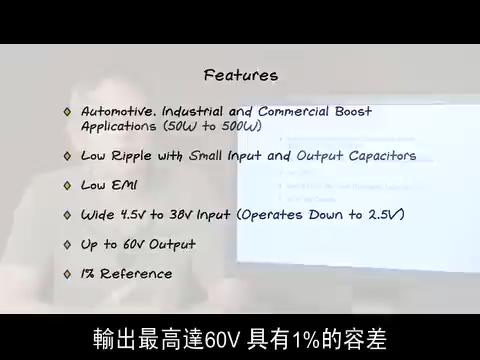 Features
Automotive, Industrial and Commercial Boost
Applications (50W to 500W)
Low Ripple with Small Input and Output Capacitors
Low EMI
Wide 4.5V to 38V Input (Operates Down to 2.5V)
Up to 60V Output
1% Reference
輸出最高達60V 具有1%的容差